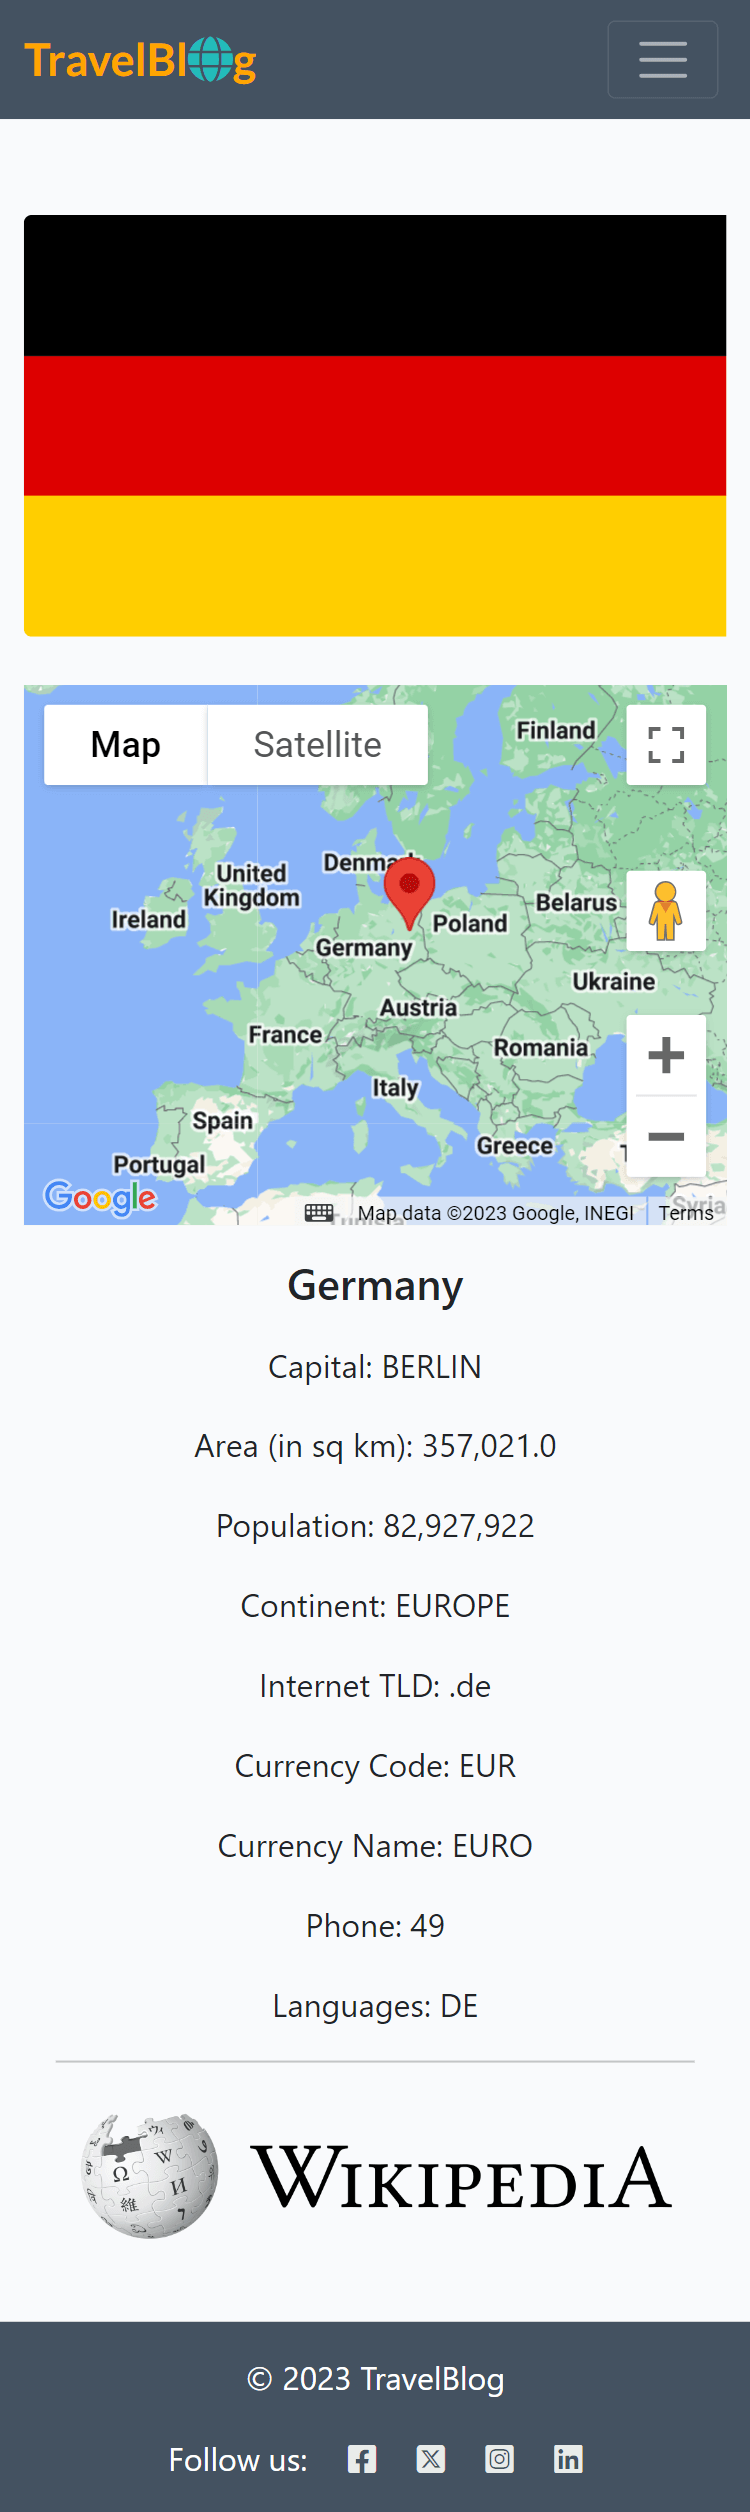 TravelBlog
Map
Satellite
Finland
United
Kingdom
Ireland
Poland
Belarus
Germany
Ukraine
Austria
France
Romania
Italy
Spain
Greece
Portugal
Google
Map data ©2023 Google, INEGI
Terms
Germany
Capital: BERLIN
Area (in sq km): 357,021.0
Population: 82,927,922
Continent: EUROPE
Internet TLD: .de
Currency Code: EUR
Currency Name: EURO
Phone: 49
Languages: DE
Ω
W
И
維
WIKIPEDIA
© 2023 TravelBlog
Follow us: